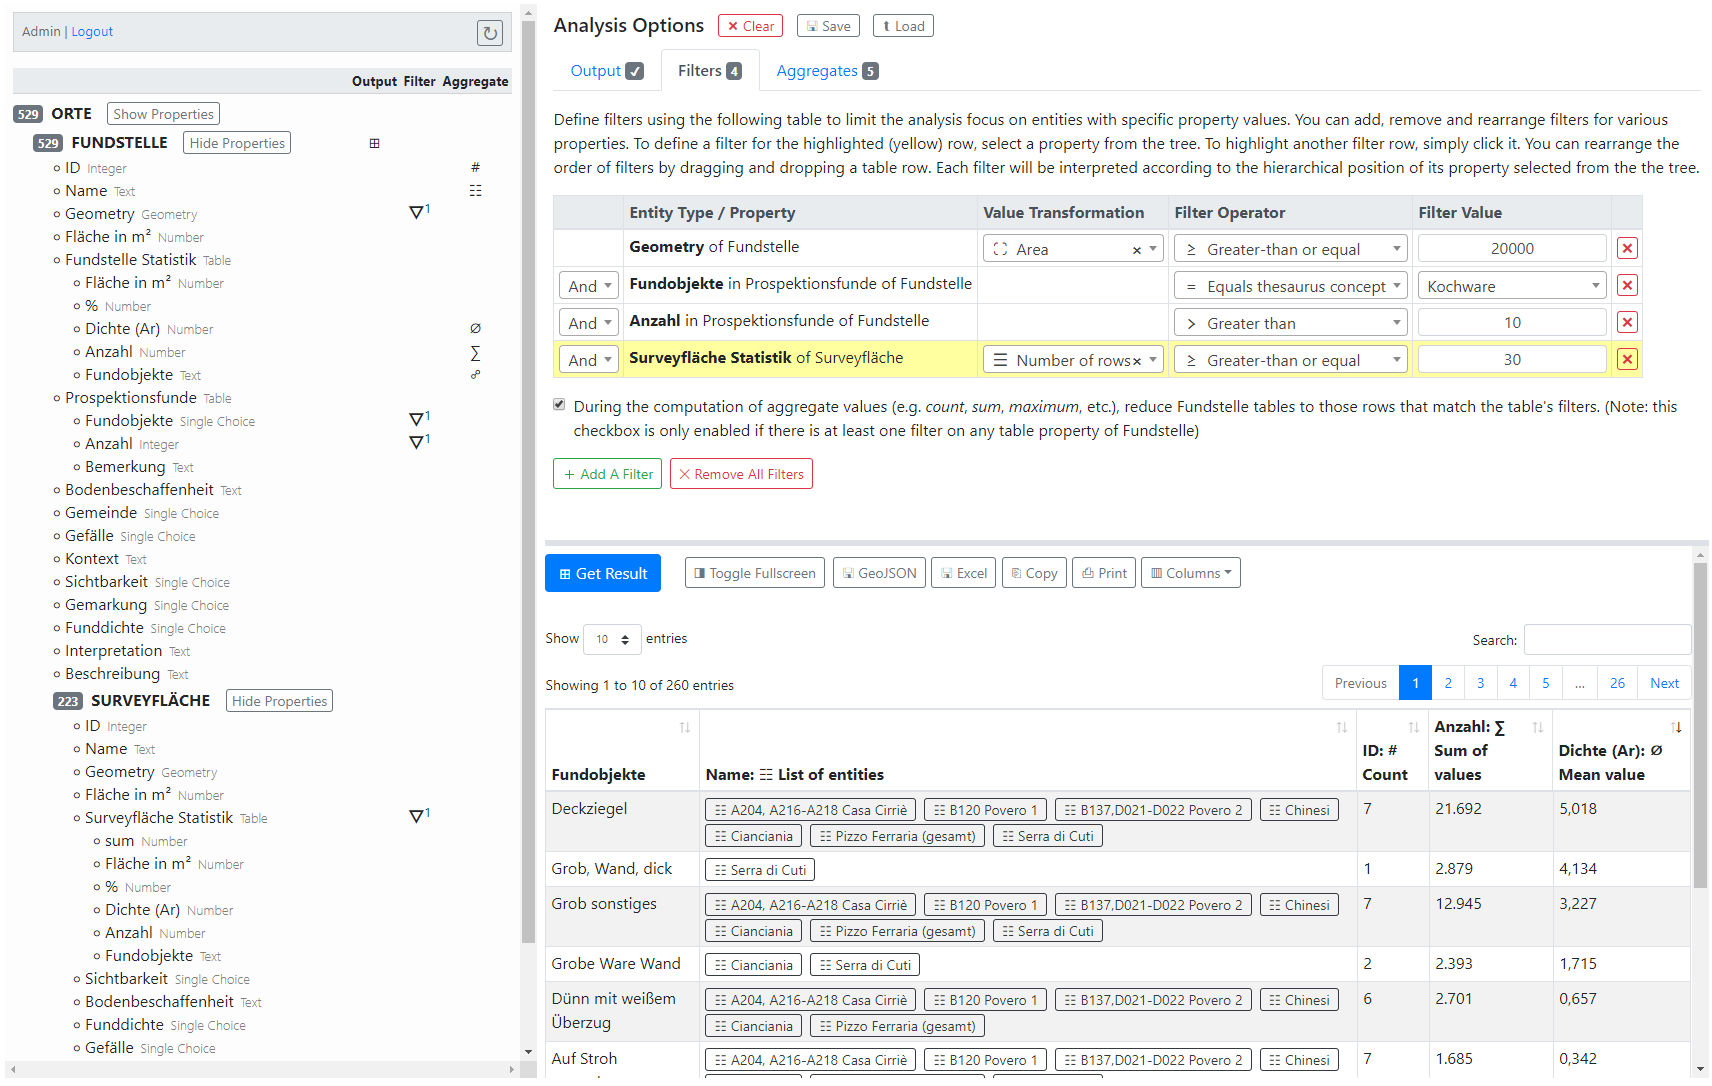 Admin | Logout
Output Filter Aggregate
529 ORTE Show Properties
529 FUNDSTELLE Hide Properties
ID Integer #
Name Text
Geometry Geometry 1
Fläche in m² Number
Fundstelle Statistik Table
Fläche in m² Number
% Number
Dichte (Ar) Number Ø
Anzahl Number ∑
Fundobjekte Text
Prospektionsfunde Table
Fundobjekte Single Choice 1
Anzahl Integer 1
Bemerkung Text
Bodenbeschaffenheit Text
Gemeinde Single Choice
Gefälle Single Choice
Kontext Text
Sichtbarkeit Single Choice
Gemarkung Single Choice
Funddichte Single Choice
Interpretation Text
Beschreibung Text
223 SURVEYFLÄCHE Hide Properties
ID Integer
Name Text
Geometry Geometry
Fläche in m² Number
Surveyfläche Statistik Table 1
sum Number
Fläche in m² Number
% Number
Dichte (Ar) Number
Anzahl Number
Fundobjekte Text
Sichtbarkeit Single Choice
Bodenbeschaffenheit Text
Funddichte Single Choice
Gefälle Single Choice
Analysis Options Clear Save Load
Output ✓ Filters 4 Aggregates 5
Define filters using the following table to limit the analysis focus on entities with specific property values. You can add, remove and rearrange filters for various
properties. To define a filter for the highlighted (yellow) row, select a property from the tree. To highlight another filter row, simply click it. You can rearrange the
order of filters by dragging and dropping a table row. Each filter will be interpreted according to the hierarchical position of its property selected from the the tree.
Entity Type / Property Value Transformation Filter Operator Filter Value
Geometry of Fundstelle Area × ≥ Greater-than or equal 20000
And Fundobjekte in Prospektionsfunde of Fundstelle = Equals thesaurus concept Kochware
And Anzahl in Prospektionsfunde of Fundstelle > Greater than 10
And Surveyfläche Statistik of Surveyfläche Number of rows × ≥ Greater-than or equal 30
During the computation of aggregate values (e.g. count, sum, maximum, etc.), reduce Fundstelle tables to those rows that match the table's filters. (Note: this
checkbox is only enabled if there is at least one filter on any table property of Fundstelle)
+ Add A Filter Remove All Filters
Get Result Toggle Fullscreen GeoJSON Excel Copy Print Columns
Show 10 entries
Search:
Showing 1 to 10 of 260 entries
Previous 1 2 3 4 5 ... 26 Next
Fundobjekte Name: List of entities ID: # Count Anzahl: ∑ Sum of values Dichte (Ar): Ø Mean value
Deckziegel A204, A216-A218 Casa Cirriè B120 Povero 1 B137,D021-D022 Povero 2 Chinesi 7 21.692 5,018
Cianciania Pizzo Ferraria (gesamt) Serra di Cuti
Grob, Wand, dick Serra di Cuti 1 2.879 4,134
Grob sonstiges A204, A216-A218 Casa Cirriè B120 Povero 1 B137,D021-D022 Povero 2 Chinesi 7 12.945 3,227
Cianciania Pizzo Ferraria (gesamt) Serra di Cuti
Grobe Ware Wand Cianciania Serra di Cuti 2 2.393 1,715
Dünn mit weißem A204, A216-A218 Casa Cirriè B120 Povero 1 B137,D021-D022 Povero 2 Chinesi 6 2.701 0,657
Überzug Cianciania Pizzo Ferraria (gesamt)
Auf Stroh A204, A216-A218 Casa Cirriè B120 Povero 1 B137,D021-D022 Povero 2 Chinesi 7 1.685 0,342